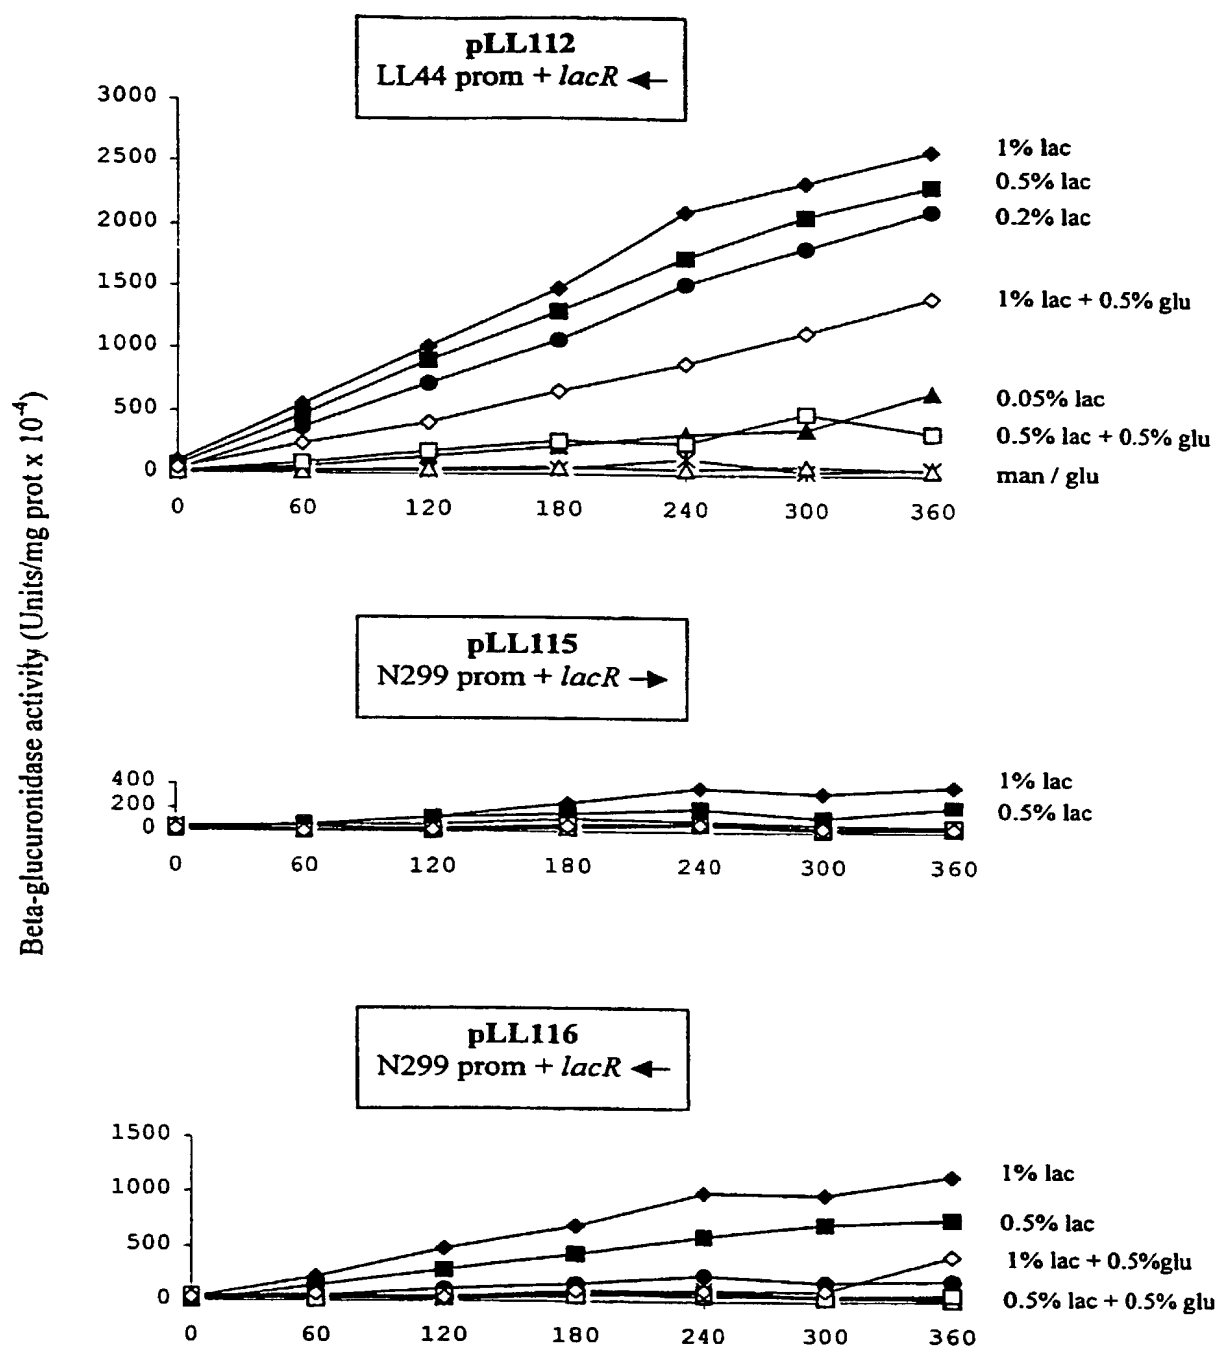 pLL112
LL44 prom + lacR ←
3000
2500
2000
1500
1000
500
0
0 60 120 180 240 300 360
1% lac
0.5% lac
0.2% lac
1% lac + 0.5% glu
0.05% lac
0.5% lac + 0.5% glu
man / glu
Beta-glucuronidase activity (Units/mg prot x 10⁻⁴)
pLL115
N299 prom + lacR →
400
200
0
0 60 120 180 240 300 360
1% lac
0.5% lac
pLL116
N299 prom + lacR ←
1500
1000
500
0
0 60 120 180 240 300 360
1% lac
0.5% lac
1% lac + 0.5%glu
0.5% lac + 0.5% glu